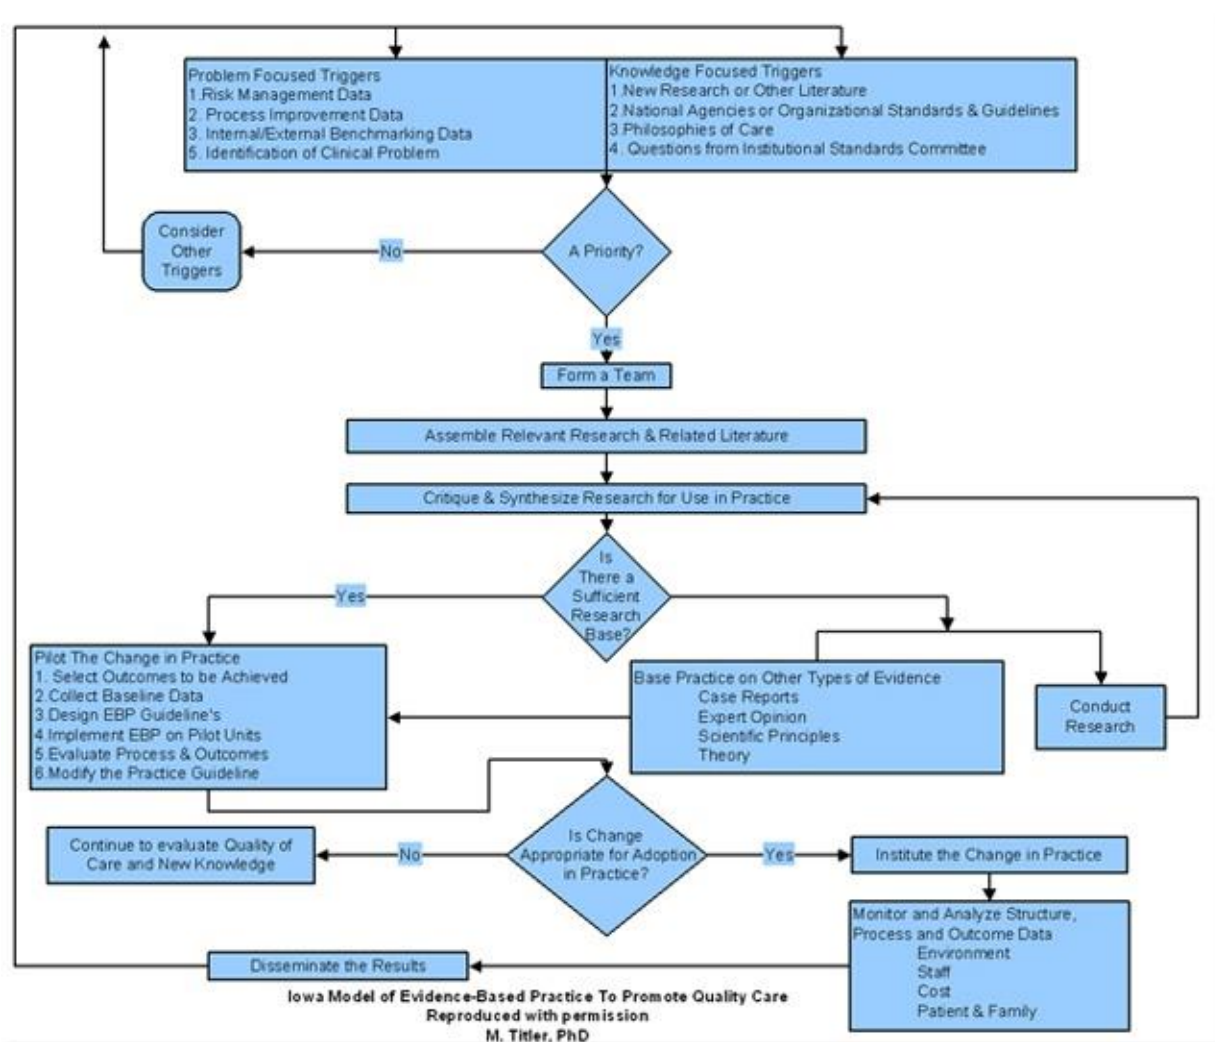 Problem Focused Triggers
1.Risk Management Data
2. Process Improvement Data
3. Internal/External Benchmarking Data
5. Identification of Clinical Problem
Knowledge Focused Triggers
1.New Research or Other Literature
2.National Agencies or Organizational Standards & Guidelines
3.Philosophies of Care
4. Questions from Institutional Standards Committee
Consider
Other
Triggers
No
A Priority?
Yes
Form a Team
Assemble Relevant Research & Related Literature
Critique & Synthesize Research for Use in Practice
Is
There a
Sufficient
Research
Base?
Yes
Pilot The Change in Practice
1. Select Outcomes to be Achieved
2.Collect Baseline Data
3.Design EBP Guideline's
4.Implement EBP on Pilot Units
5.Evaluate Process & Outcomes
6.Modify the Practice Guideline
Base Practice on Other Types of Evidence
Case Reports
Expert Opinion
Scientific Principles
Theory
Conduct
Research
Continue to evaluate Quality of
Care and New Knowledge
No
Is Change
Appropriate for Adoption
in Practice?
Yes
Institute the Change in Practice
Monitor and Analyze Structure,
Process and Outcome Data
Environment
Staff
Cost
Patient & Family
Disseminate the Results
Iowa Model of Evidence-Based Practice To Promote Quality Care
Reproduced with permission
M. Titler, PhD